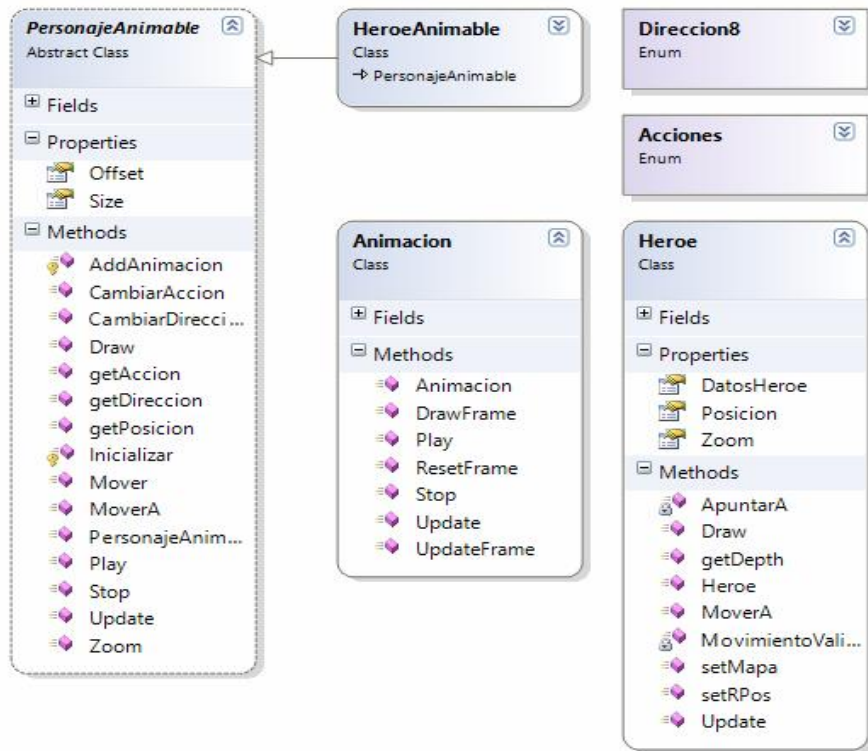 PersonajeAnimable
Abstract Class
Fields
Properties
Offset
Size
Methods
AddAnimacion
CambiarAccion
CambiarDirecci...
Draw
getAccion
getDireccion
getPosicion
Inicializar
Mover
MoverA
PersonajeAnim...
Play
Stop
Update
Zoom
HeroeAnimable
Class
PersonajeAnimable
Direccion8
Enum
Acciones
Enum
Animacion
Class
Fields
Methods
Animacion
DrawFrame
Play
ResetFrame
Stop
Update
UpdateFrame
Heroe
Class
Fields
Properties
DatosHeroe
Posicion
Zoom
Methods
ApuntarA
Draw
getDepth
Heroe
MoverA
MovimientoVali...
setMapa
setRPos
Update